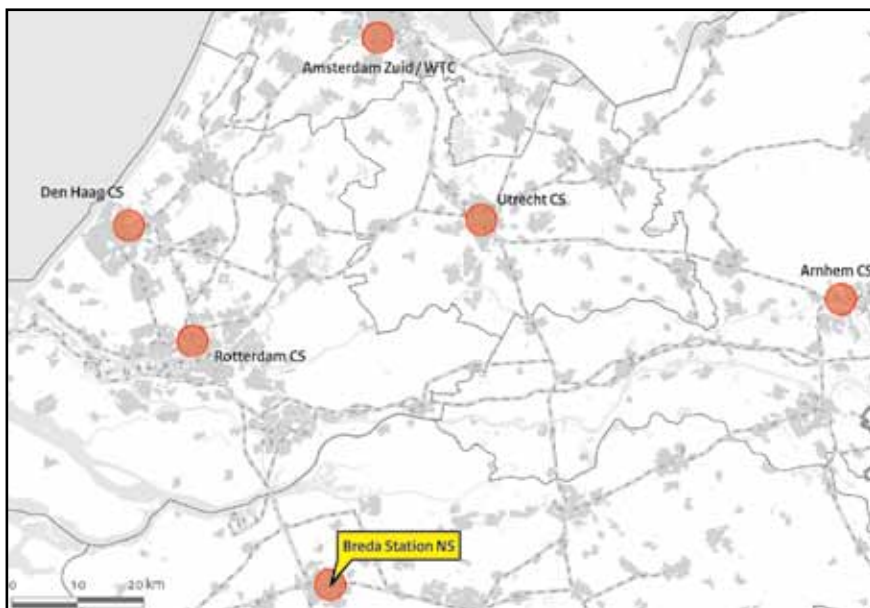 Amsterdam Zuid / WTC
Den Haag CS
Utrecht CS
Arnhem CS
Rotterdam CS
Breda Station NS
0 10 20 km